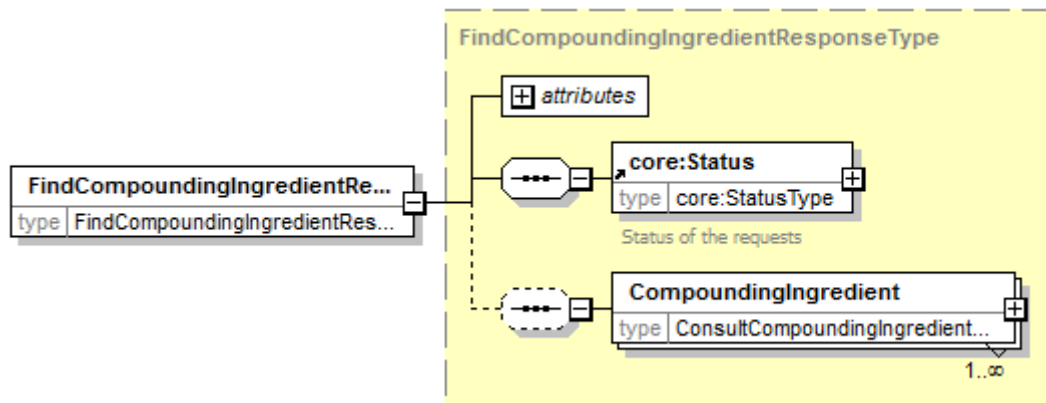 FindCompoundingIngredientResponseType
attributes
core:Status
type core:StatusType
Status of the requests
FindCompoundingIngredientRe...
type FindCompoundingIngredientRes...
CompoundingIngredient
type ConsultCompoundingIngredient...
1..∞